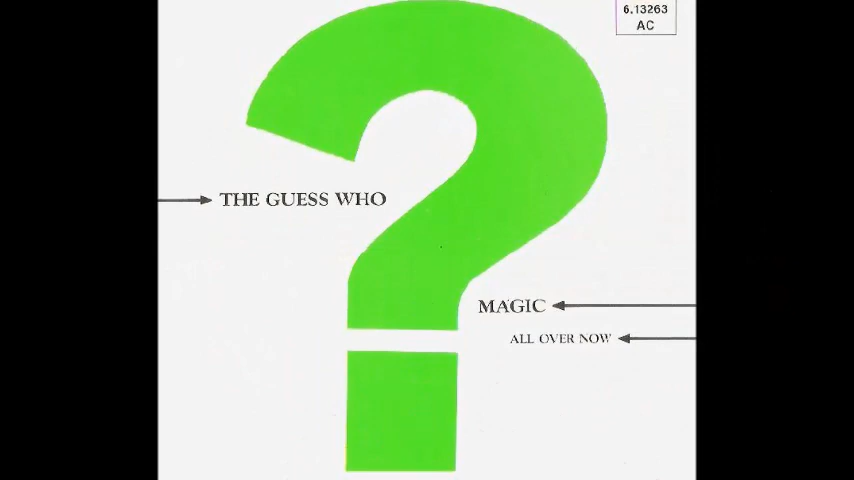 6.13263
AC
THE GUESS WHO
MAGIC
ALL OVER NOW